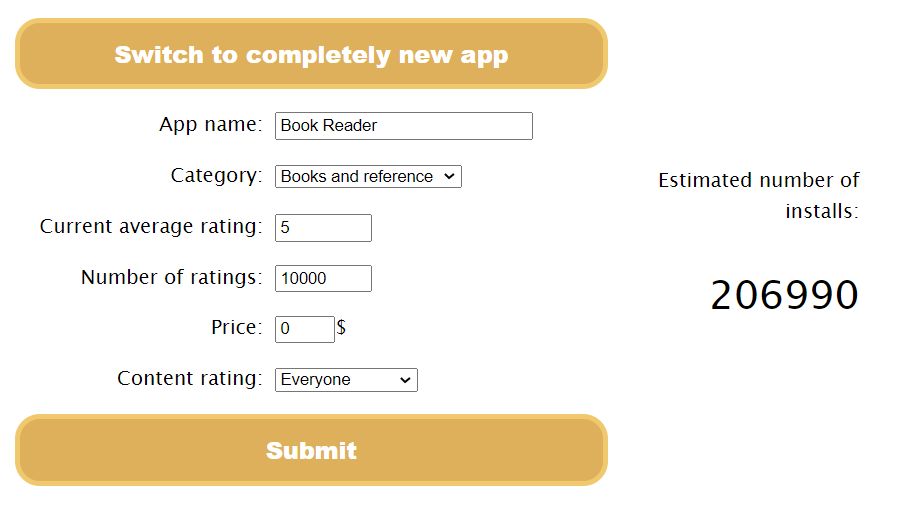 Switch to completely new app
App name: Book Reader
Category: Books and reference
Current average rating: 5
Number of ratings: 10000
Price: 0 $
Content rating: Everyone
Submit
Estimated number of
installs:
206990